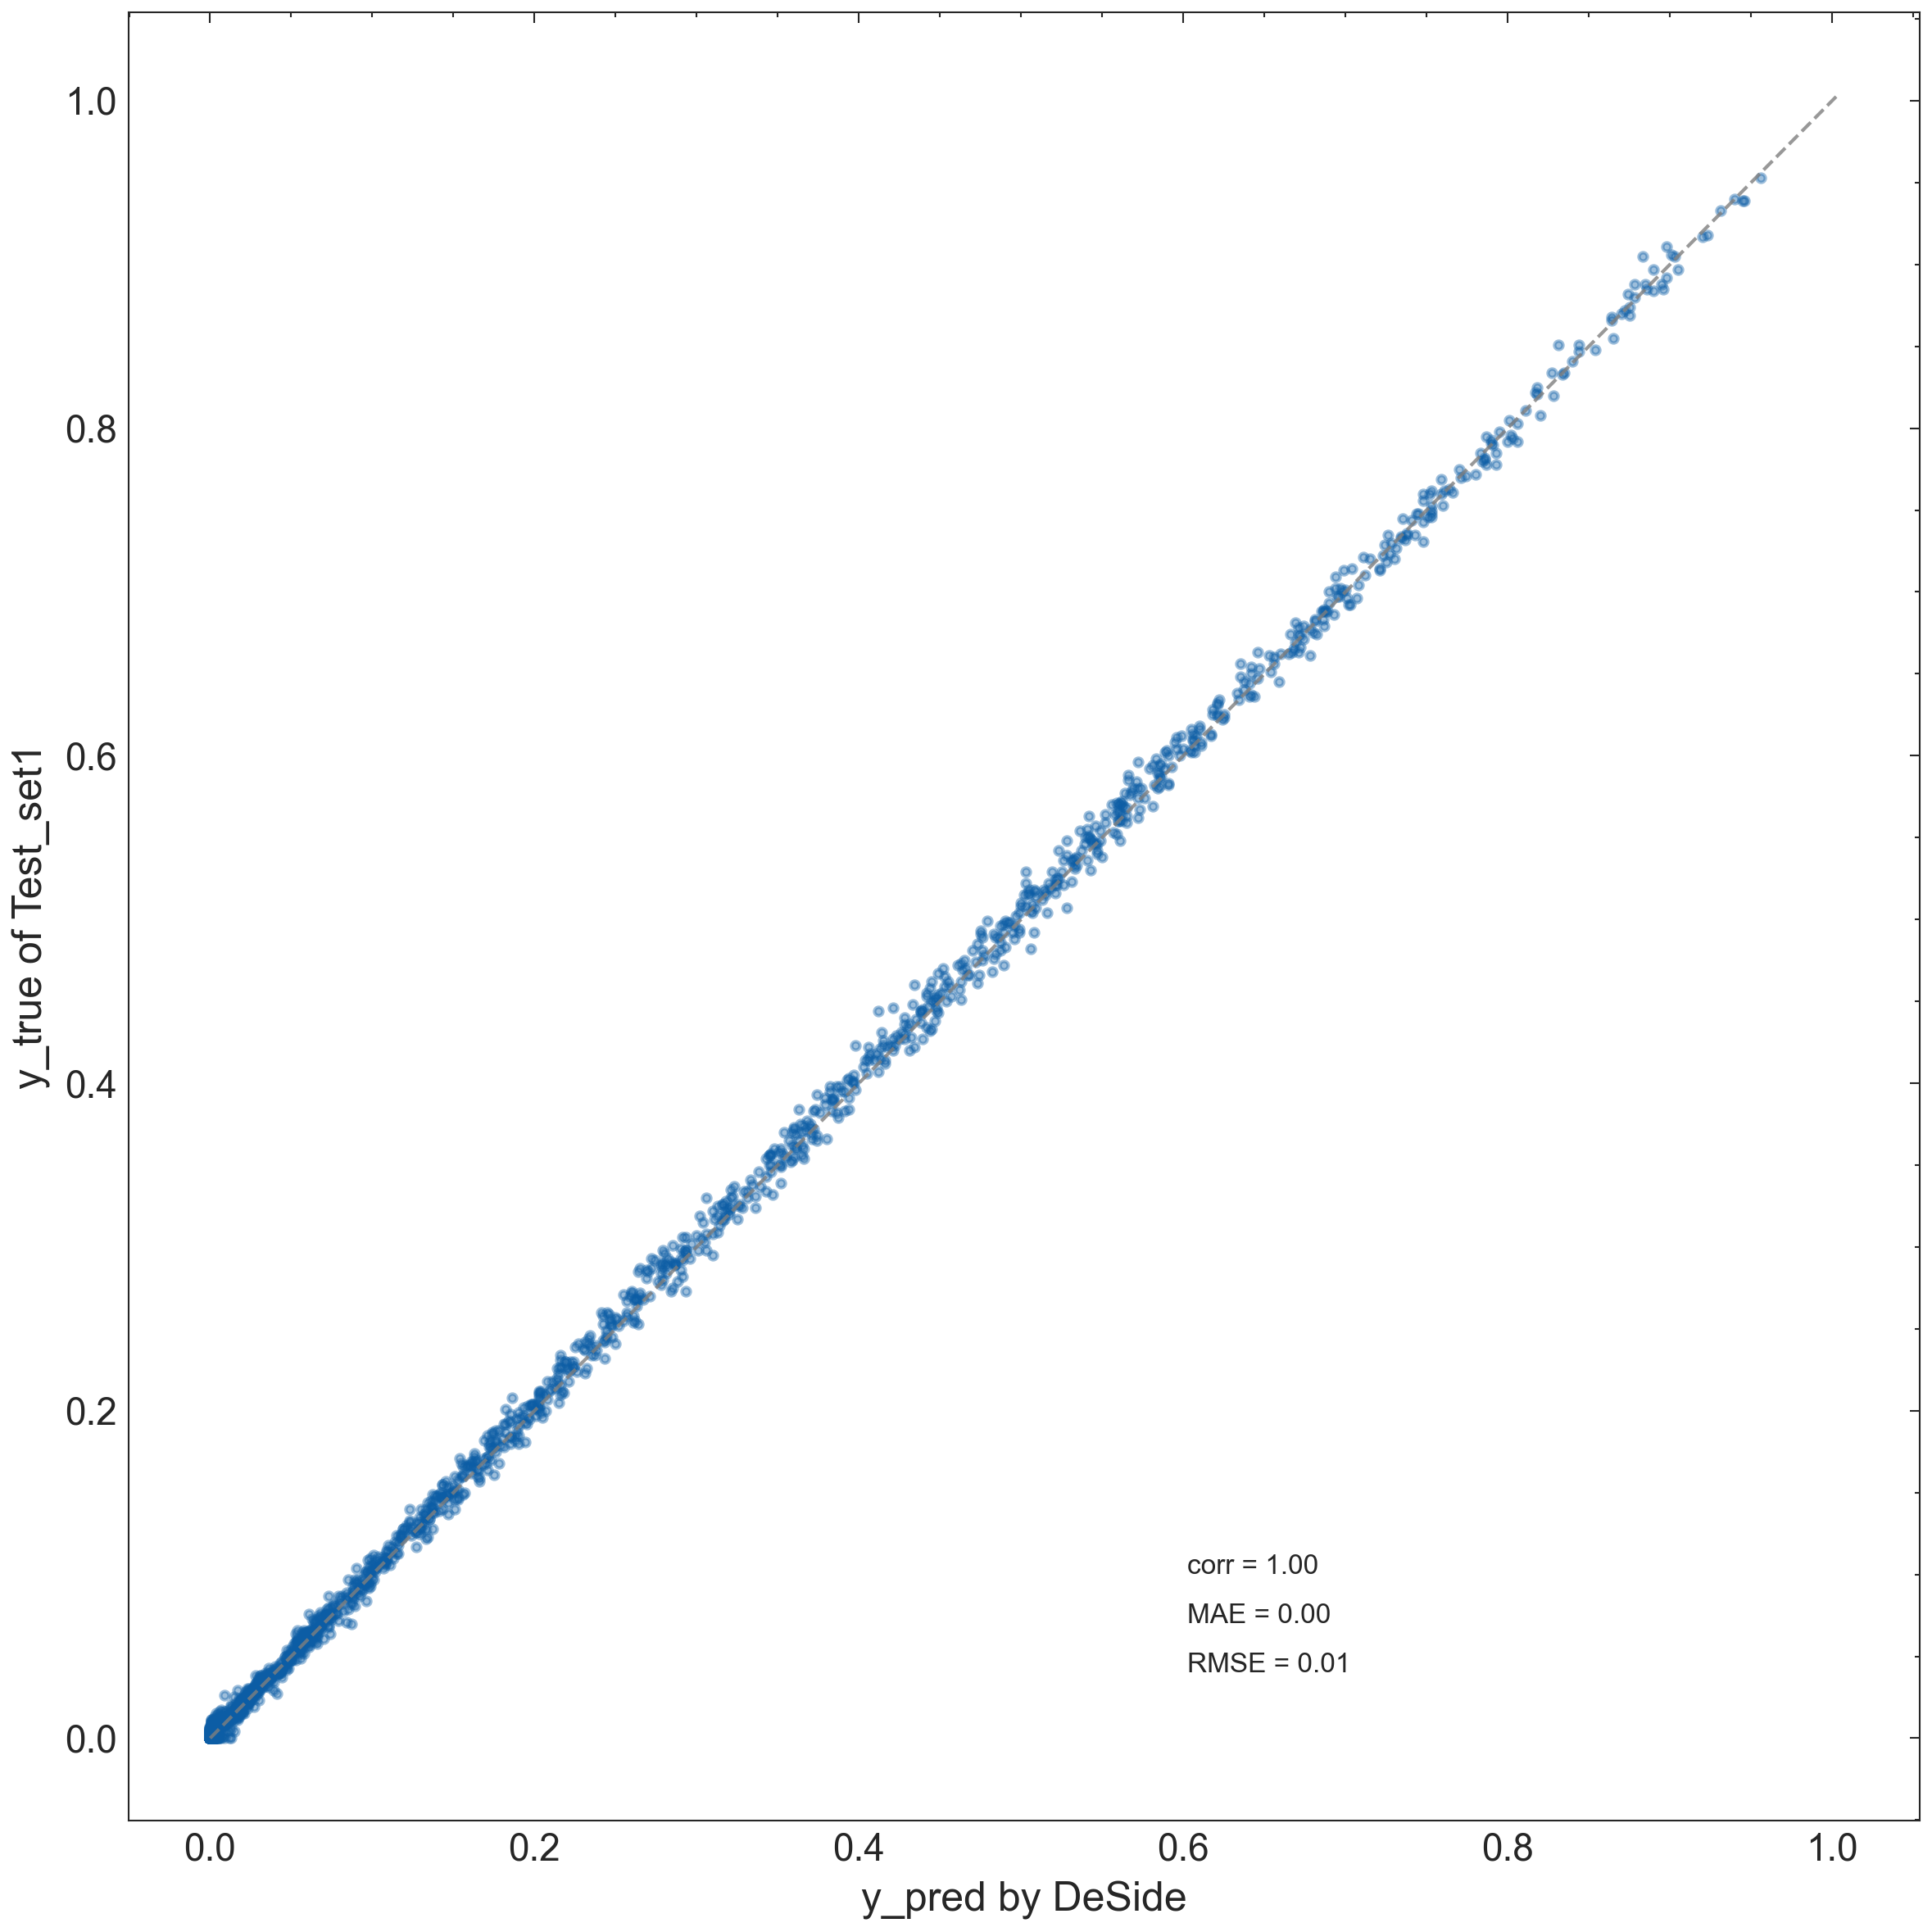 1.0
0.8
0.6
0.4
0.2
0.0
y_true of Test_set1
corr = 1.00
MAE = 0.00
RMSE = 0.01
0.0 0.2 0.4 0.6 0.8 1.0
y_pred by DeSide